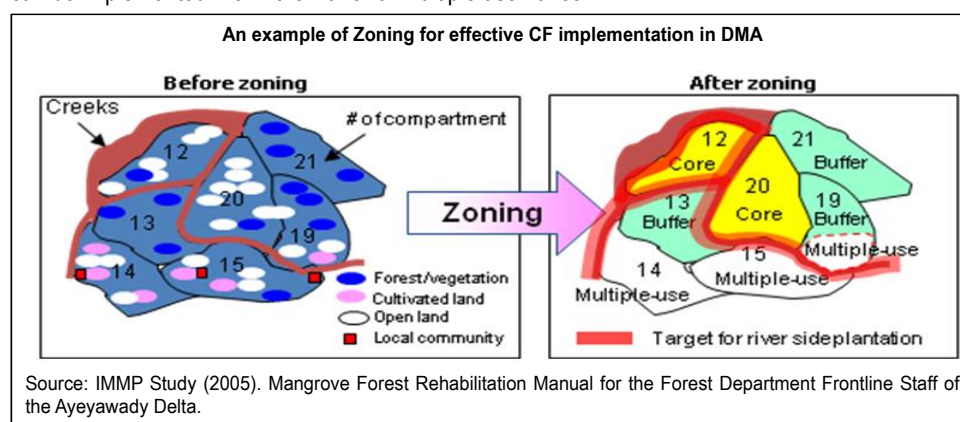 An example of Zoning for effective CF implementation in DMA
Before zoning
Creeks
# of compartment
12
21
20
13
19
14
15
Forest/vegetation
Cultivated land
Open land
Local community
Zoning
After zoning
12
Core
21
Buffer
20
Core
13
Buffer
19
Buffer
Multiple-use
15
Multiple-use
14
Multiple-use
Target for river sideplantation
Source: IMMP Study (2005). Mangrove Forest Rehabilitation Manual for the Forest Department Frontline Staff of
the Ayeyawady Delta.